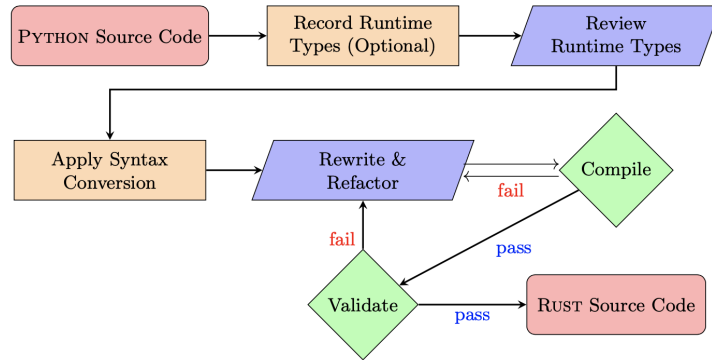 Python Source Code
Record Runtime
Types (Optional)
Review
Runtime Types
Apply Syntax
Conversion
Rewrite &
Refactor
Compile
fail
pass
fail
Validate
pass
Rust Source Code